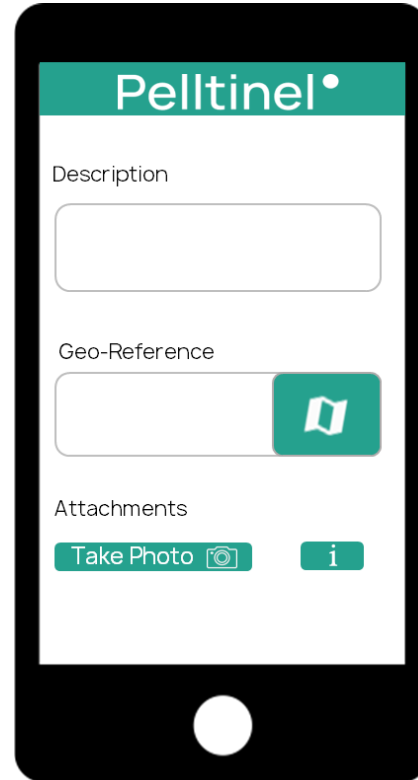 Pelltinel
Description
Geo-Reference
Attachments
Take Photo i